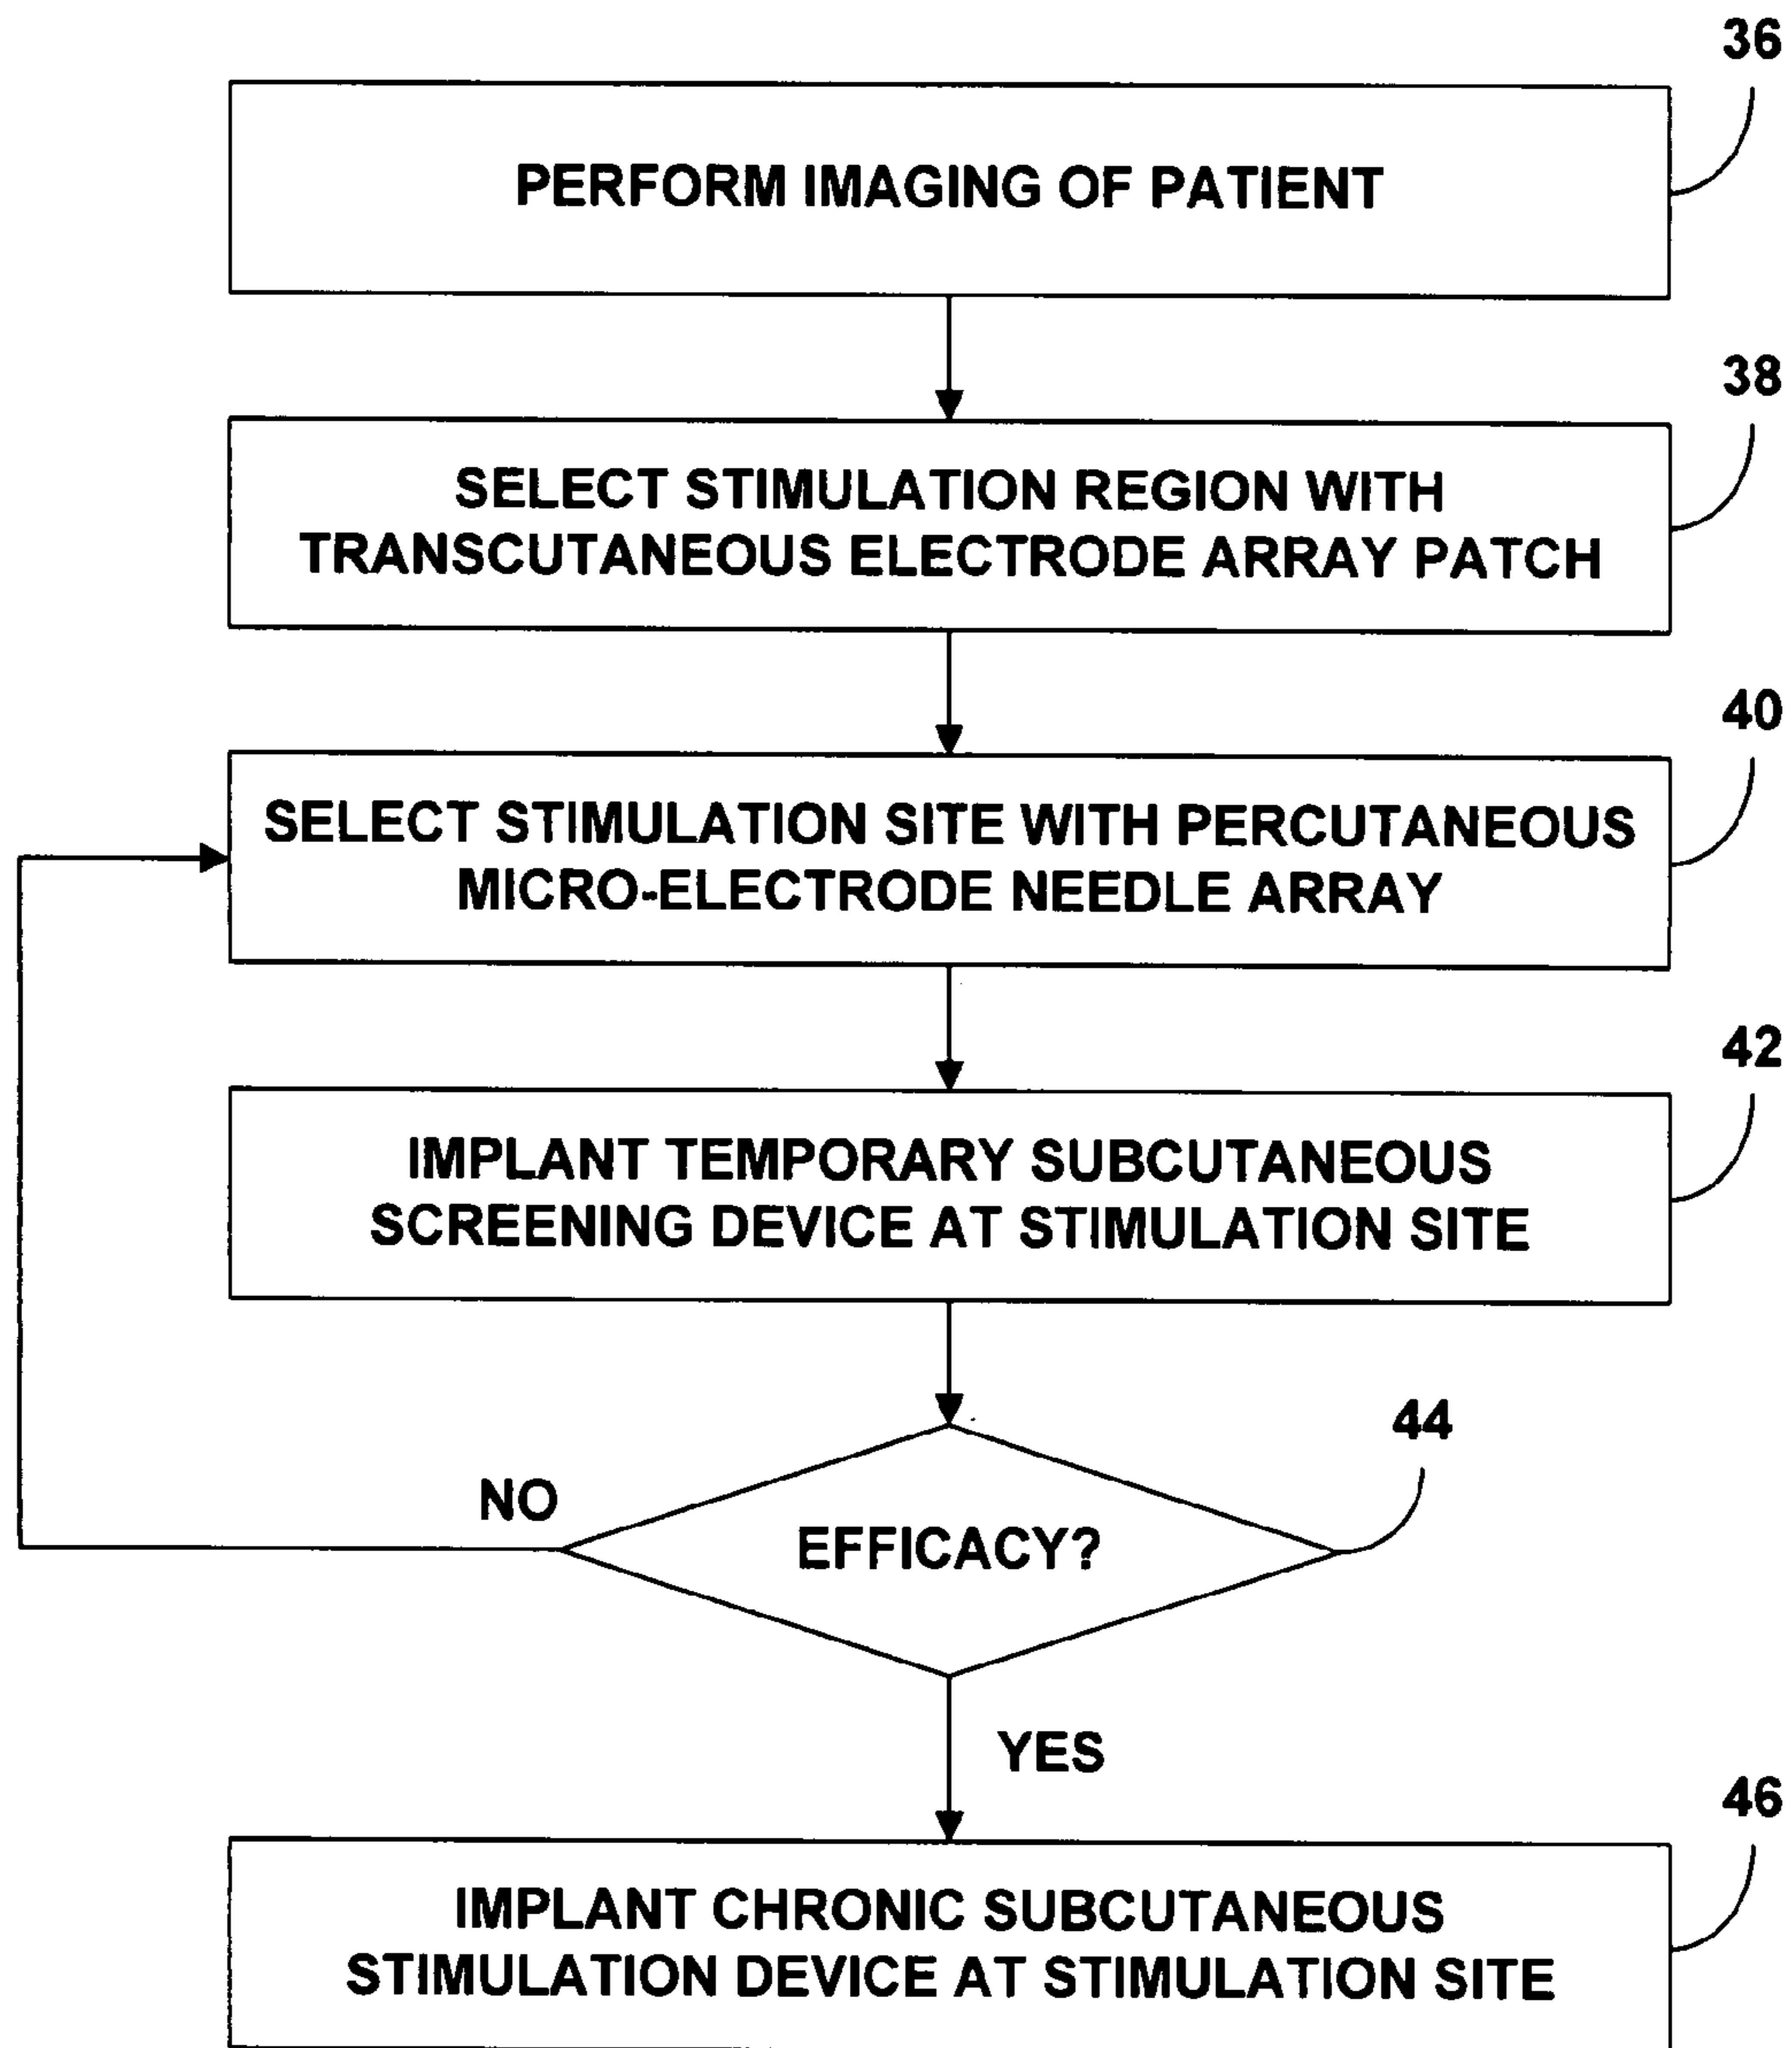 36
PERFORM IMAGING OF PATIENT
38
SELECT STIMULATION REGION WITH
TRANSCUTANEOUS ELECTRODE ARRAY PATCH
40
SELECT STIMULATION SITE WITH PERCUTANEOUS
MICRO-ELECTRODE NEEDLE ARRAY
42
IMPLANT TEMPORARY SUBCUTANEOUS
SCREENING DEVICE AT STIMULATION SITE
44
NO
EFFICACY?
YES
46
IMPLANT CHRONIC SUBCUTANEOUS
STIMULATION DEVICE AT STIMULATION SITE